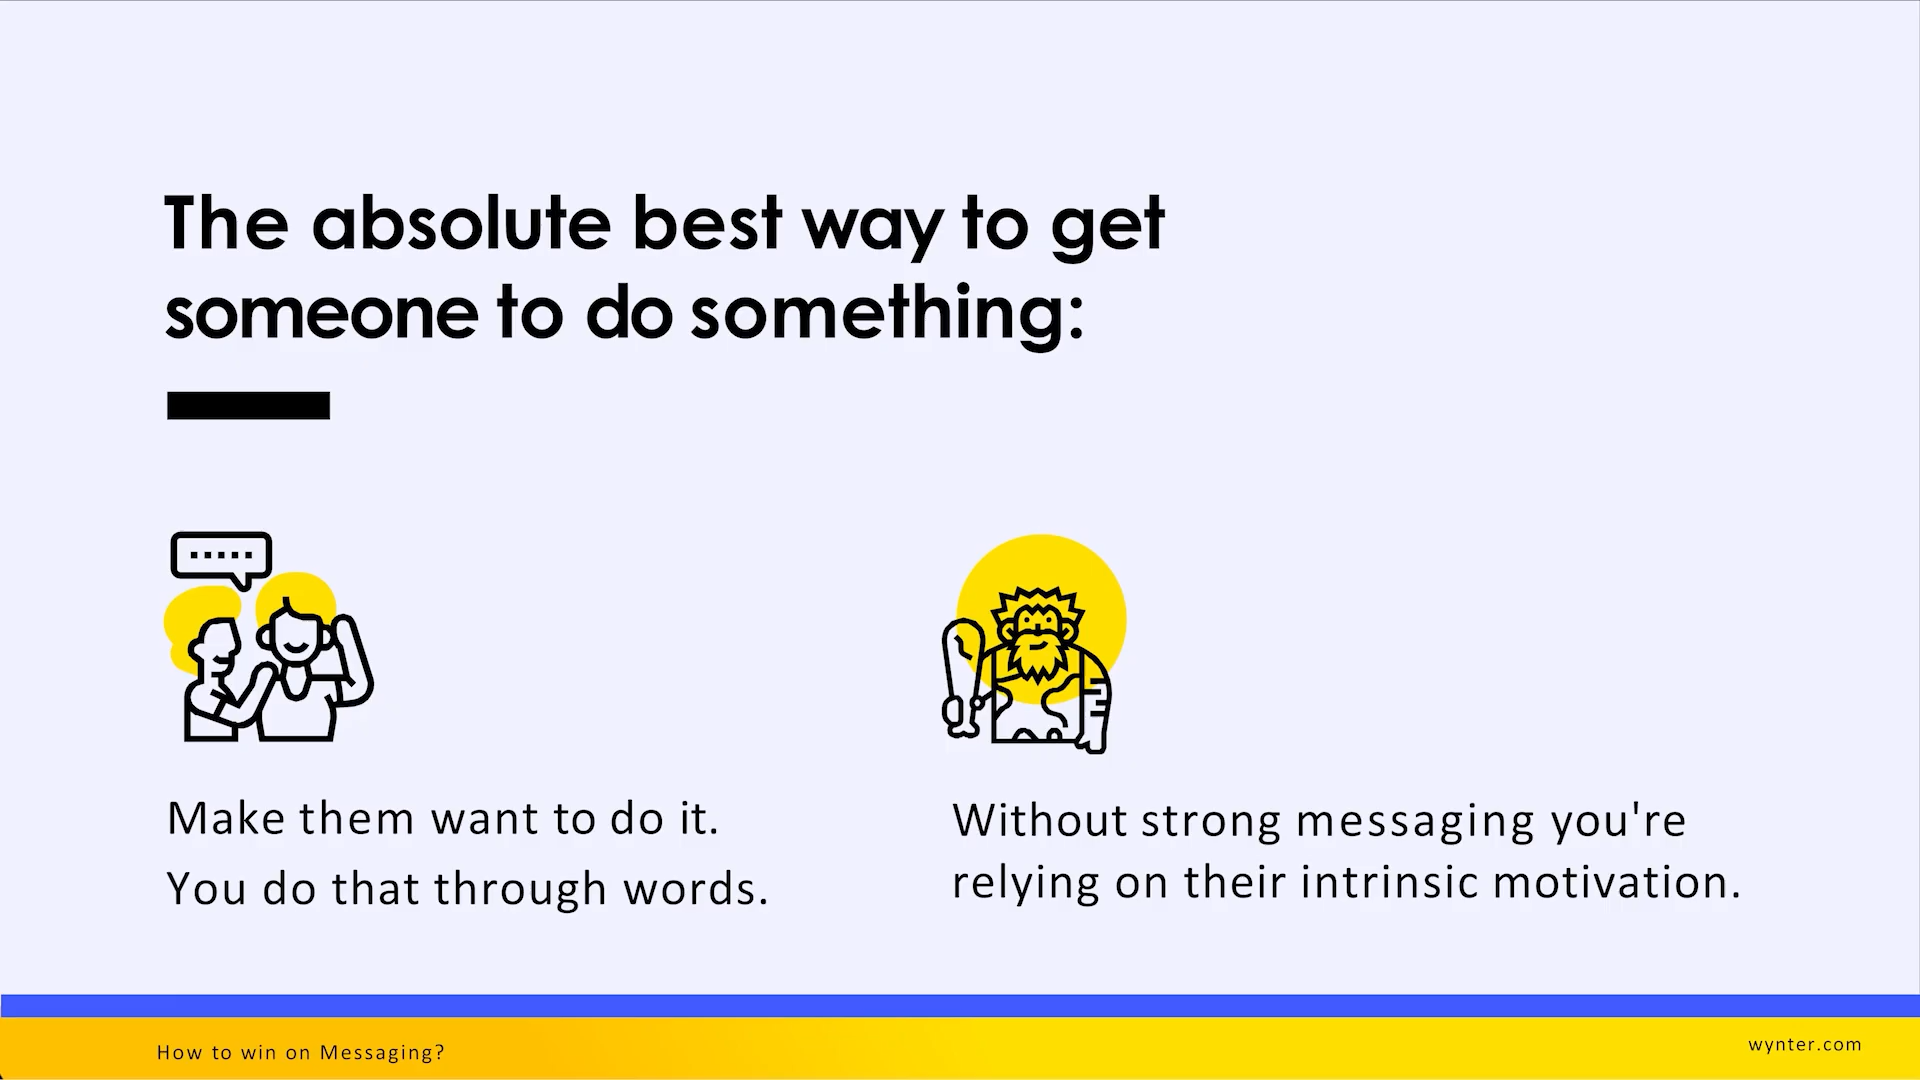 The absolute best way to get
someone to do something:
Make them want to do it.
You do that through words.
Without strong messaging you're
relying on their intrinsic motivation.
How to win on Messaging?
wynter.com